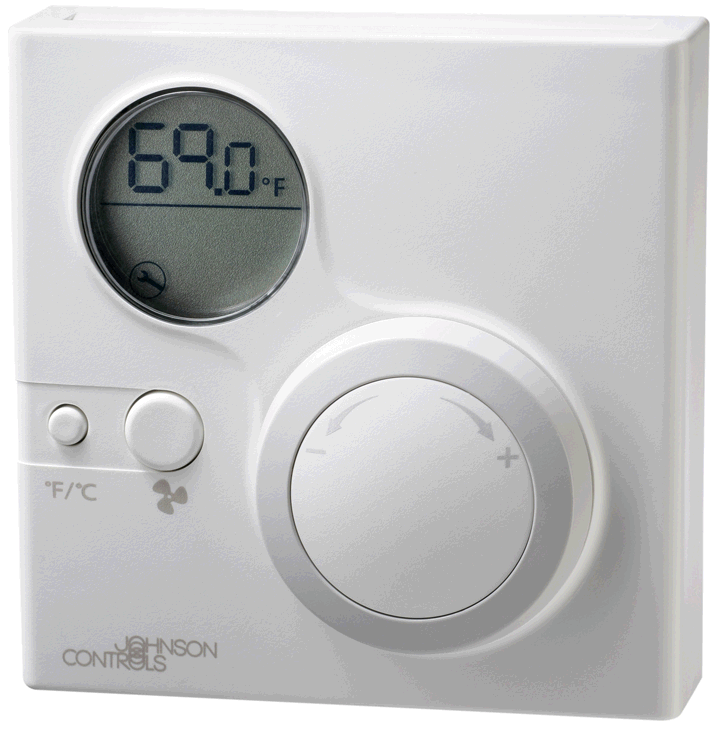 69.0°F
- +
°F/°C
JOHNSON
CONTROLS